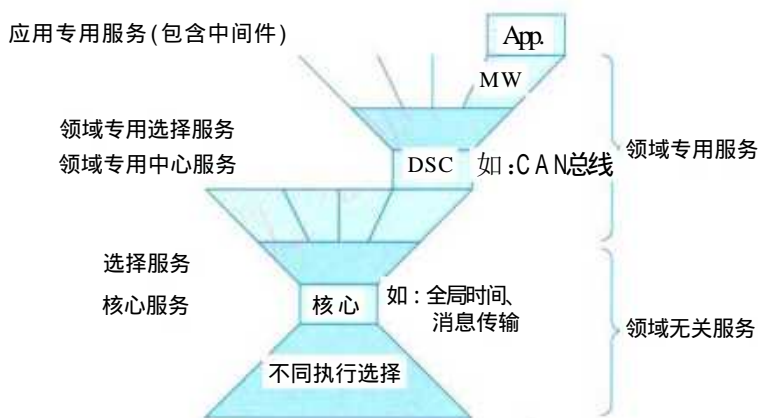 应用专用服务(包含中间件)
App.
MW
领域专用选择服务
领域专用中心服务
DSC 如:CAN总线
领域专用服务
选择服务
核心服务
核心
如:全局时间、
消息传输
领域无关服务
不同执行选择